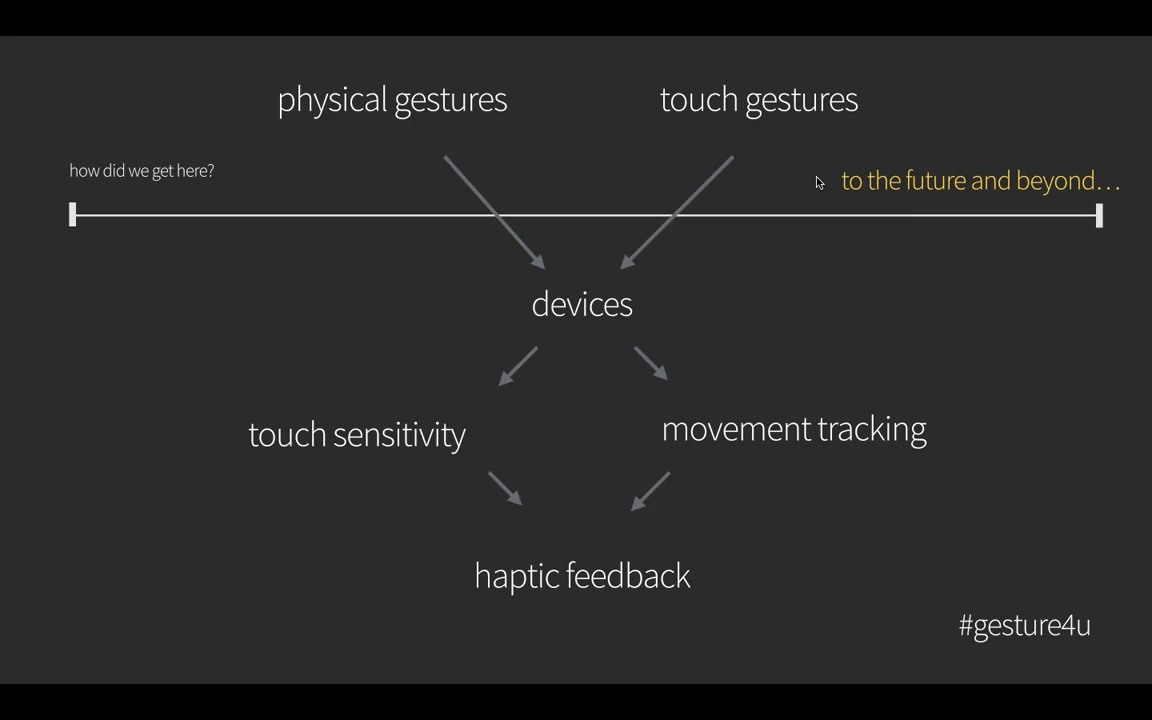 physical gestures
touch gestures
how did we get here?
to the future and beyond…
devices
touch sensitivity
movement tracking
haptic feedback
#gesture4u